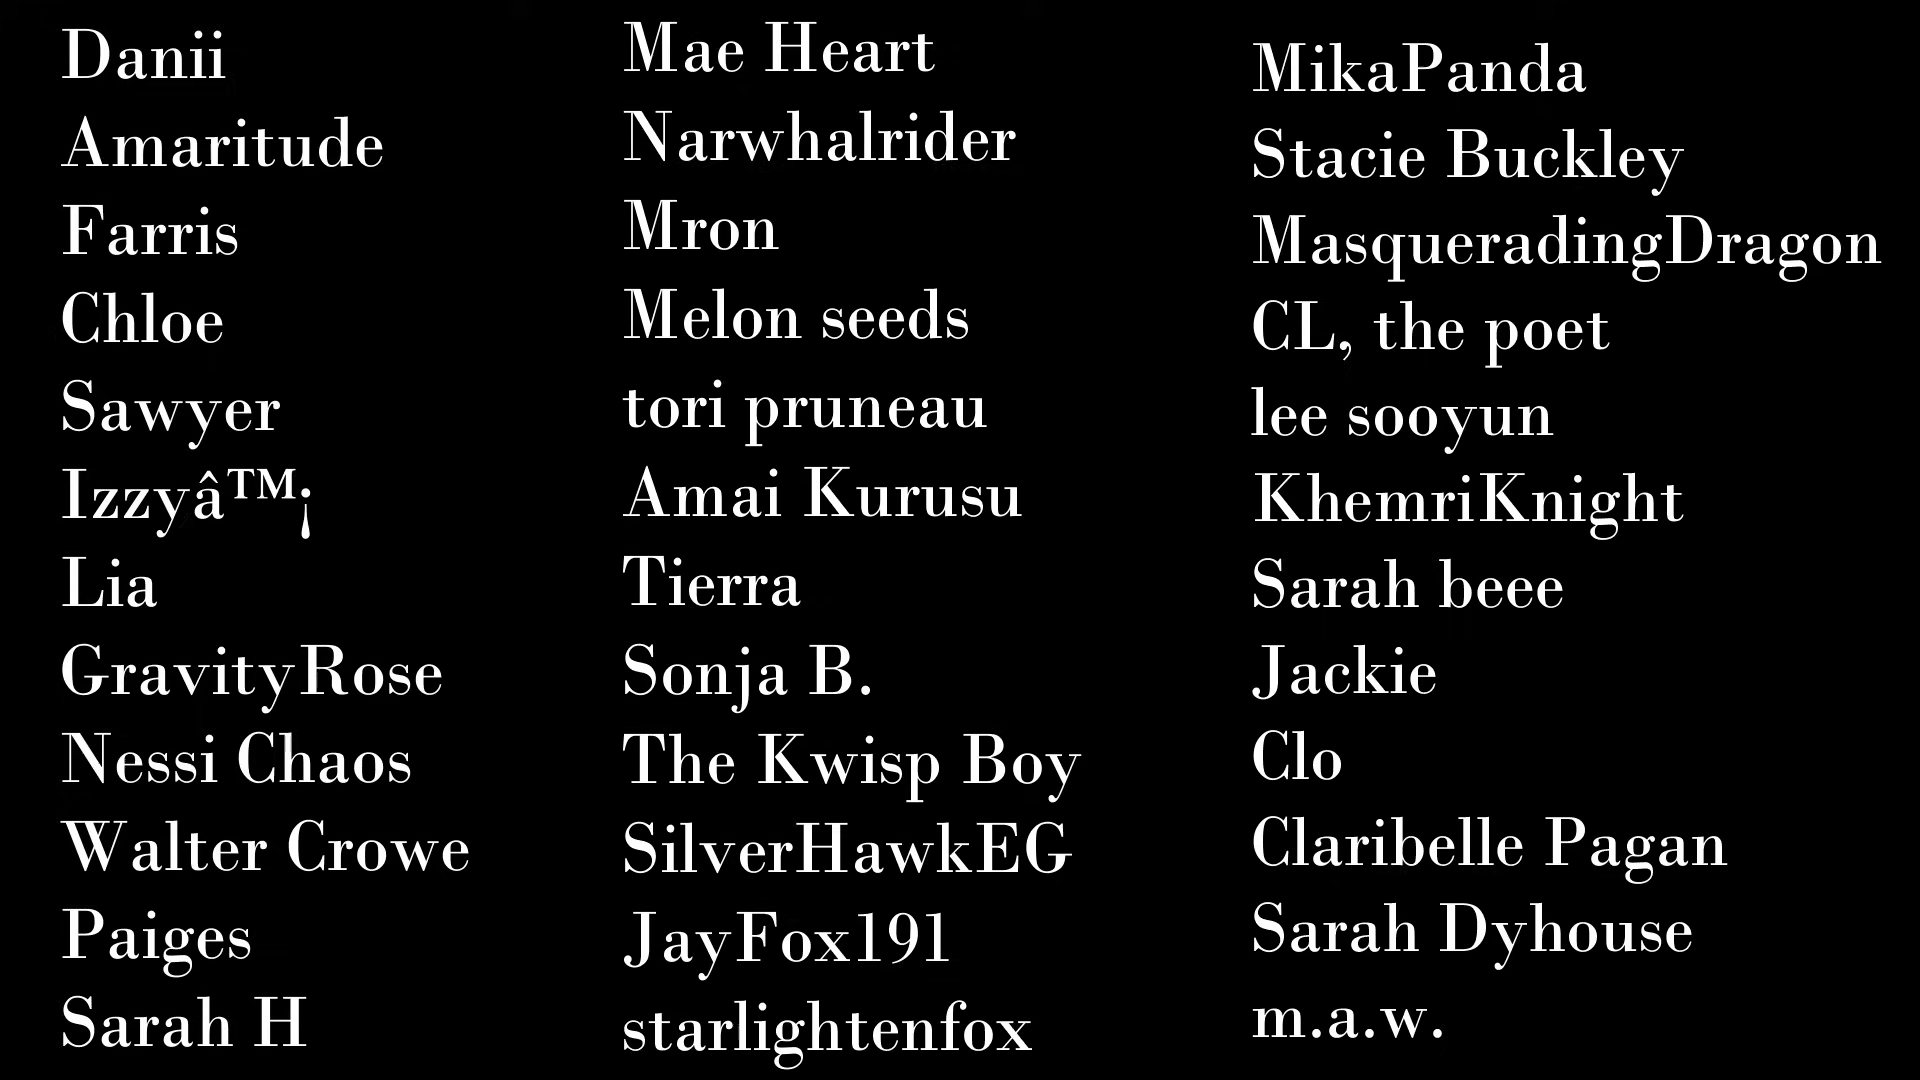 Danii
Amaritude
Farris
Chloe
Sawyer
Izzyâ™¡
Lia
GravityRose
Nessi Chaos
Walter Crowe
Paiges
Sarah H
Mae Heart
Narwhalrider
Mron
Melon seeds
tori pruneau
Amai Kurusu
Tierra
Sonja B.
The Kwisp Boy
SilverHawkEG
JayFox191
starlightenfox
MikaPanda
Stacie Buckley
MasqueradingDragon
CL, the poet
lee sooyun
KhemriKnight
Sarah beee
Jackie
Clo
Claribelle Pagan
Sarah Dyhouse
m.a.w.